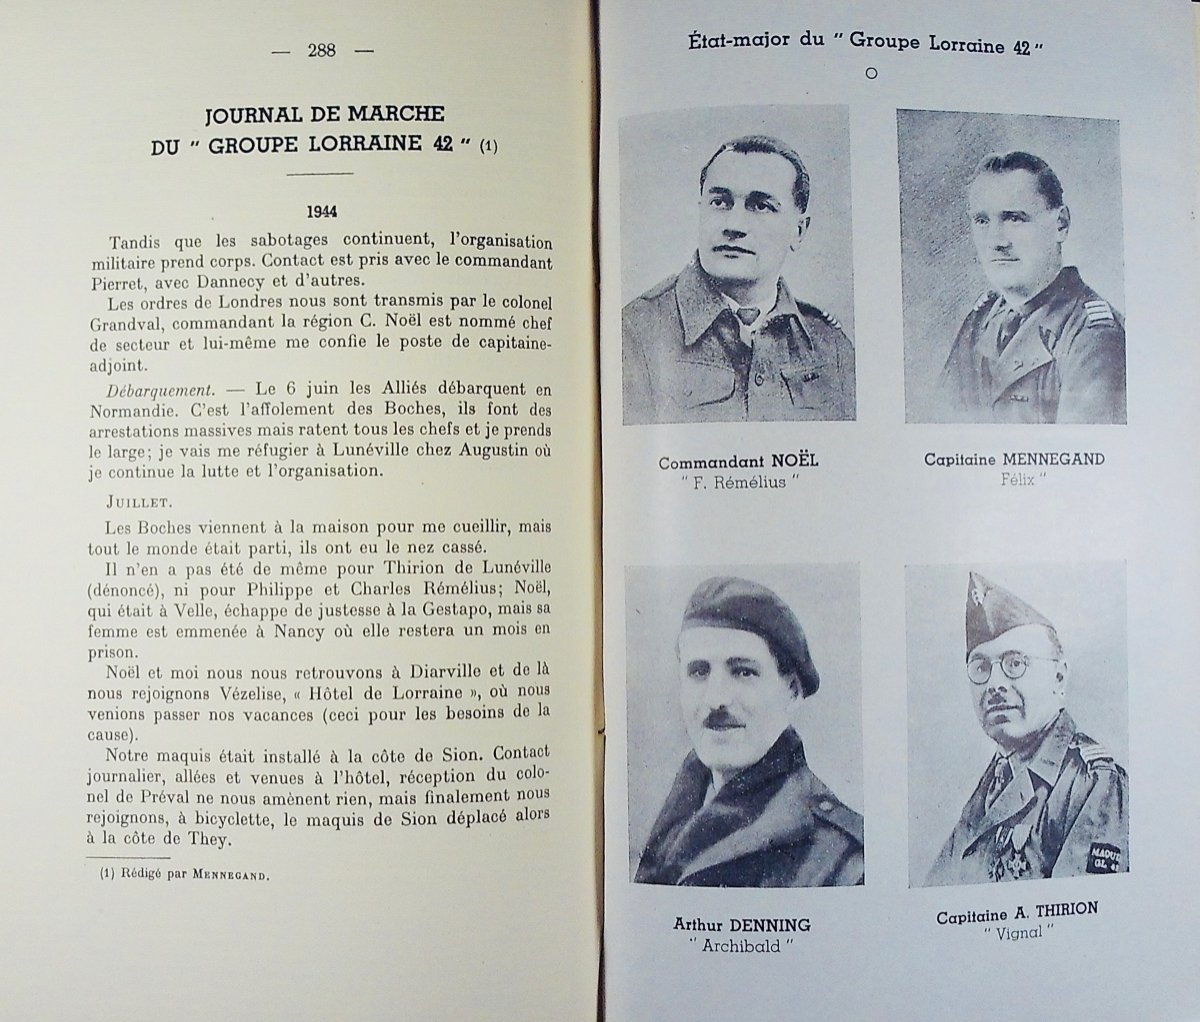 — 288 —
JOURNAL DE MARCHE
DU " GROUPE LORRAINE 42 " (1)
1944
Tandis que les sabotages continuent, l'organisation
militaire prend corps. Contact est pris avec le commandant
Pierret, avec Dannecy et d'autres.
Les ordres de Londres nous sont transmis par le colonel
Grandval, commandant la région C. Noël est nommé chef
de secteur et lui-même me confie le poste de capitaine-
adjoint.
Débarquement. — Le 6 juin les Alliés débarquent en
Normandie. C'est l'affolement des Boches, ils font des
arrestations massives mais ratent tous les chefs et je prends
le large; je vais me réfugier à Lunéville chez Augustin où
je continue la lutte et l'organisation.
JUILLET.
Les Boches viennent à la maison pour me cueillir, mais
tout le monde était parti, ils ont eu le nez cassé.
Il n'en a pas été de même pour Thirion de Lunéville
(dénoncé), ni pour Philippe et Charles Rémélius; Noël,
qui était à Velle, échappe de justesse à la Gestapo, mais sa
femme est emmenée à Nancy où elle restera un mois en
prison.
Noël et moi nous nous retrouvons à Diarville et de là
nous rejoignons Vézelise, « Hôtel de Lorraine », où nous
venions passer nos vacances (ceci pour les besoins de la
cause).
Notre maquis était installé à la côte de Sion. Contact
journalier, allées et venues à l'hôtel, réception du colo-
nel de Préval ne nous amènent rien, mais finalement nous
rejoignons, à bicyclette, le maquis de Sion déplacé alors
à la côte de They.
(1) Rédigé par MENNEGAND.
État-major du " Groupe Lorraine 42 "
Commandant NOËL
" F. Rémélius "
Capitaine MENNEGAND
Félix "
MAQUIS
GL 42
Arthur DENNING
" Archibald "
Capitaine A. THIRION
" Vignal "